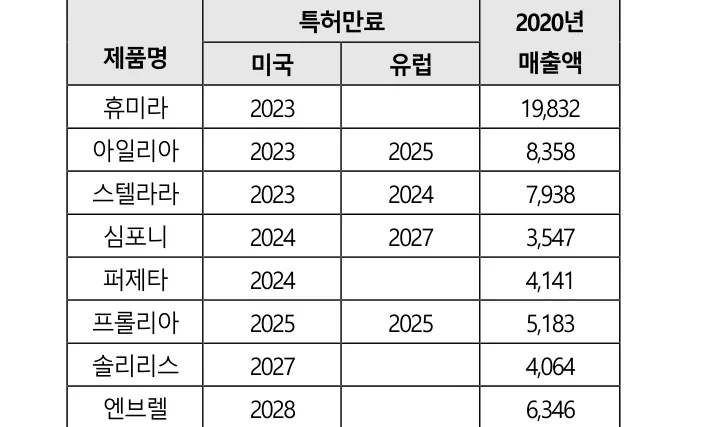 제품명 특허만료 2020년 매출액
미국 유럽
휴미라 2023 19,832
아일리아 2023 2025 8,358
스텔라라 2023 2024 7,938
심포니 2024 2027 3,547
퍼제타 2024 4,141
프롤리아 2025 2025 5,183
솔리리스 2027 4,064
엔브렐 2028 6,346